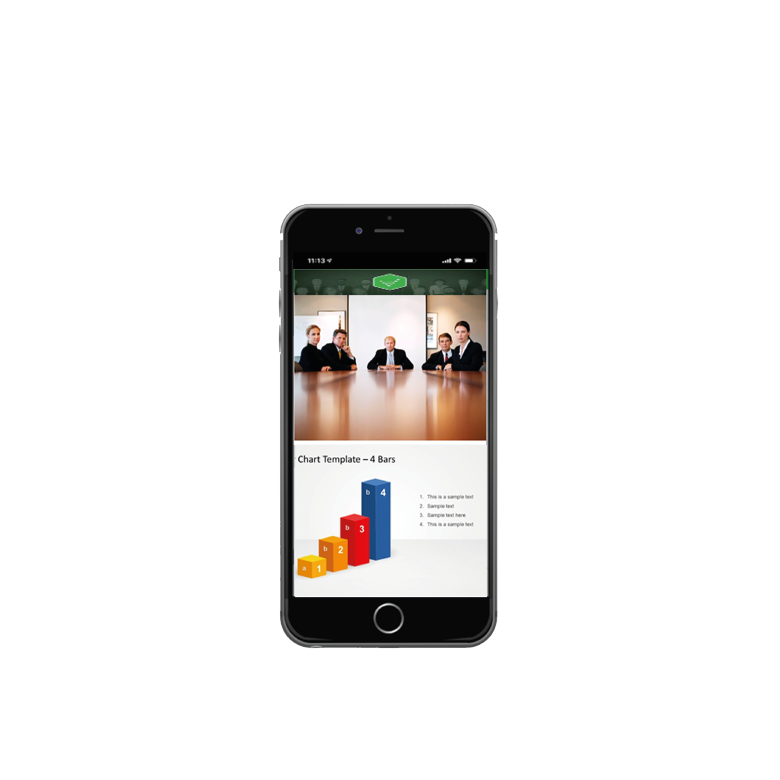 11:13
Chart Template – 4 Bars
b 4
b 3
b 2
a 1
1. This is a sample text
2. Sample text
3. Sample text here
4. This is a sample text